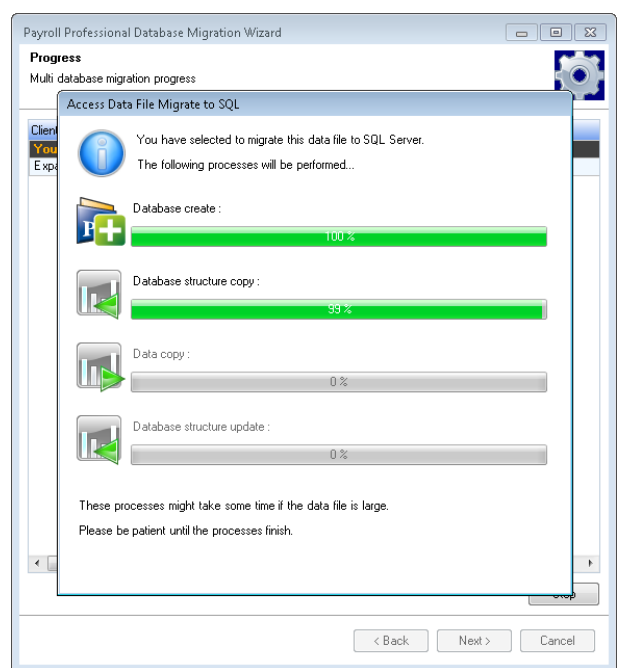 Payroll Professional Database Migration Wizard
Progress
Multi database migration progress
Access Data File Migrate to SQL
Client
You
Expa
You have selected to migrate this data file to SQL Server.
The following processes will be performed...
Database create :
100 %
Database structure copy :
99 %
Data copy :
0 %
Database structure update :
0 %
These processes might take some time if the data file is large.
Please be patient until the processes finish.
< Back
Next >
Cancel